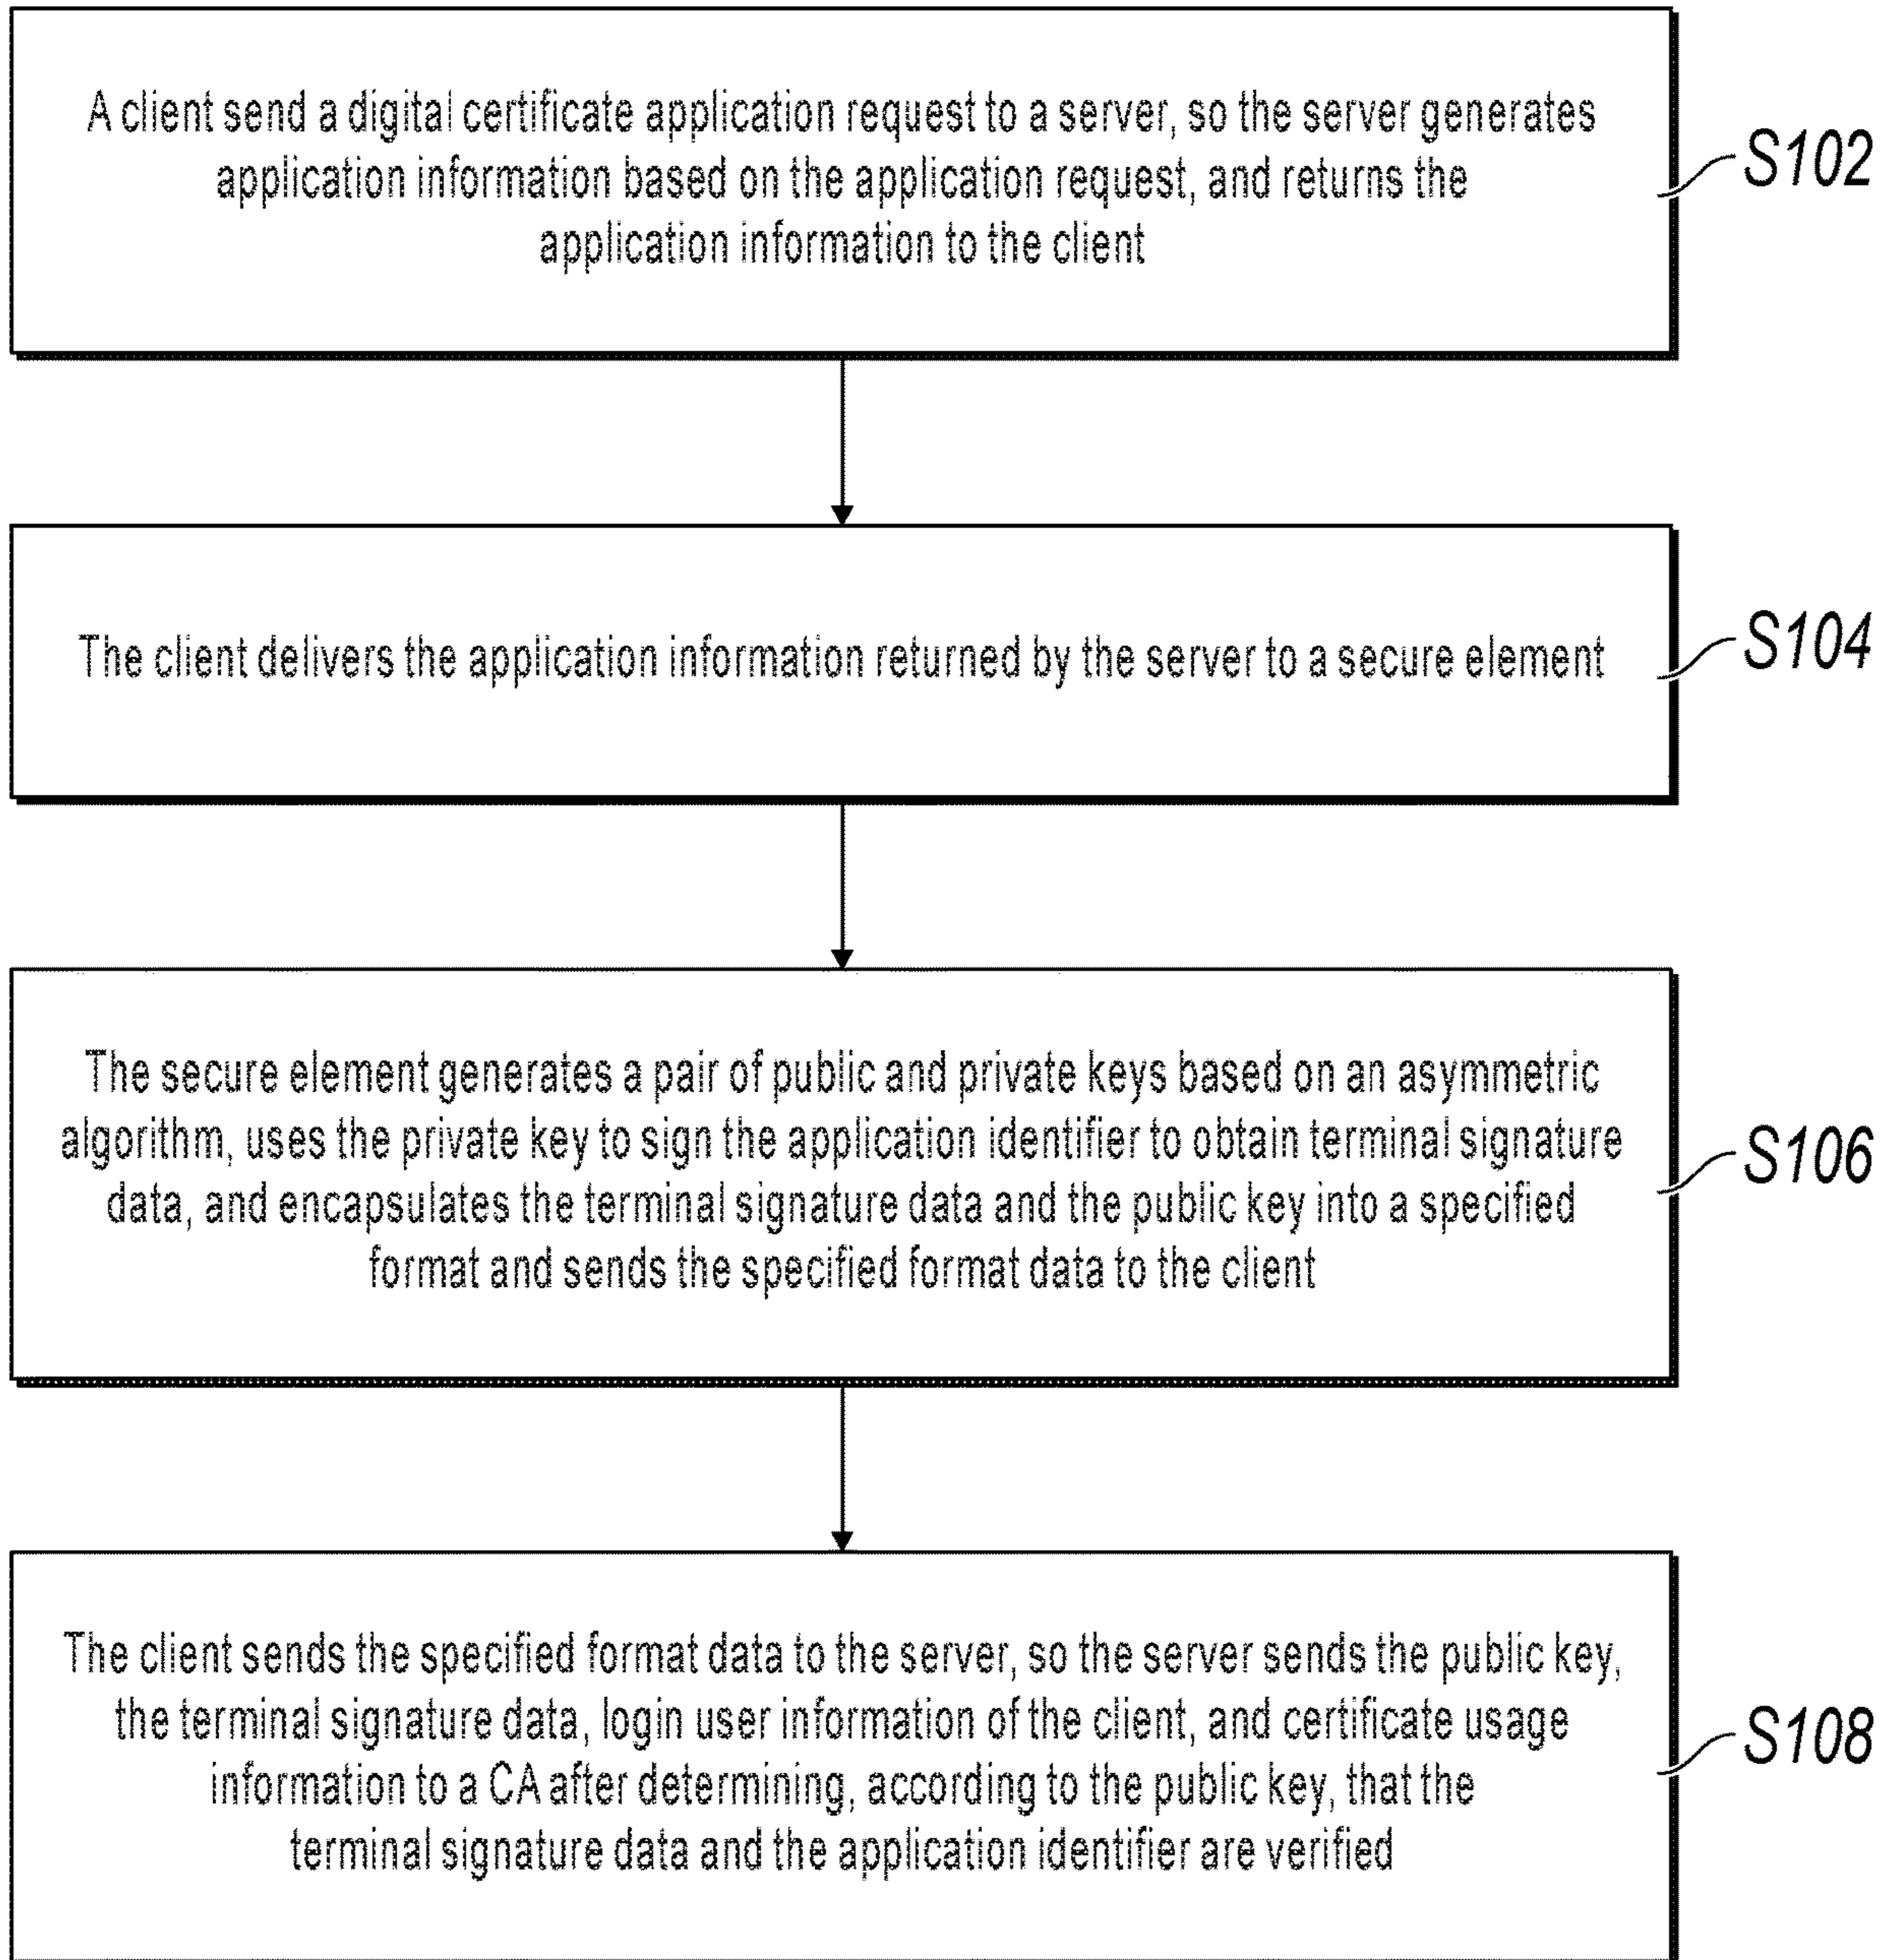 A client send a digital certificate application request to a server, so the server generates
application information based on the application request, and returns the
application information to the client
S102
The client delivers the application information returned by the server to a secure element
S104
The secure element generates a pair of public and private keys based on an asymmetric
algorithm, uses the private key to sign the application identifier to obtain terminal signature
data, and encapsulates the terminal signature data and the public key into a specified
format and sends the specified format data to the client
S106
The client sends the specified format data to the server, so the server sends the public key,
the terminal signature data, login user information of the client, and certificate usage
information to a CA after determining, according to the public key, that the
terminal signature data and the application identifier are verified
S108